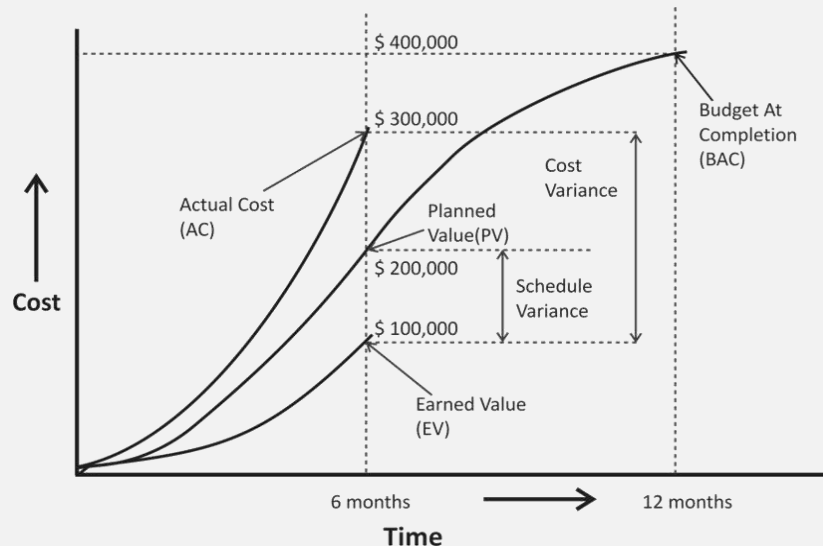 $ 400,000
$ 300,000
Budget At
Completion
(BAC)
Cost
Variance
Actual Cost
(AC)
Planned
Value(PV)
$ 200,000
Schedule
Variance
Cost
$ 100,000
Earned Value
(EV)
6 months
12 months
Time